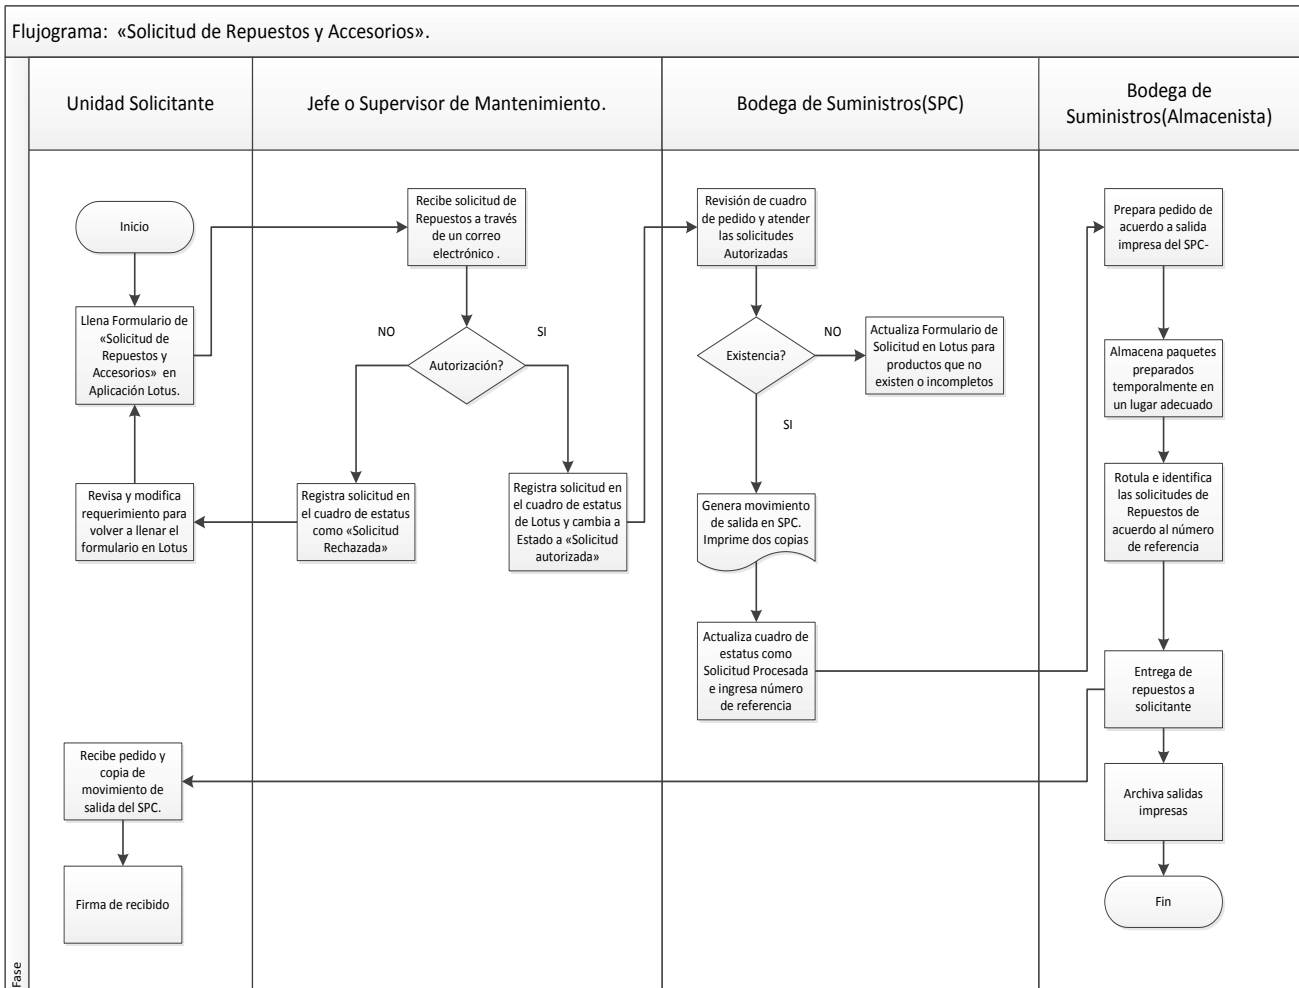 Flujograma: «Solicitud de Repuestos y Accesorios».
Unidad Solicitante
Jefe o Supervisor de Mantenimiento.
Bodega de Suministros(SPC)
Bodega de
Suministros(Almacenista)
Inicio
Llena Formulario de
«Solicitud de
Repuestos y
Accesorios» en
Aplicación Lotus.
Revisa y modifica
requerimiento para
volver a llenar el
formulario en Lotus
Recibe pedido y
copia de
movimiento de
salida del SPC.
Firma de recibido
Recibe solicitud de
Repuestos a través
de un correo
electrónico .
NO
SI
Autorización?
Registra solicitud en
el cuadro de estatus
como «Solicitud
Rechazada»
Registra solicitud en
el cuadro de estatus
de Lotus y cambia a
Estado a «Solicitud
autorizada»
Revisión de cuadro
de pedido y atender
las solicitudes
Autorizadas
Existencia?
NO
Actualiza Formulario de
Solicitud en Lotus para
productos que no
existen o incompletos
SI
Genera movimiento
de salida en SPC.
Imprime dos copias
Actualiza cuadro de
estatus como
Solicitud Procesada
e ingresa número
de referencia
Prepara pedido de
acuerdo a salida
impresa del SPC-
Almacena paquetes
preparados
temporalmente en
un lugar adecuado
Rotula e identifica
las solicitudes de
Repuestos de
acuerdo al número
de referencia
Entrega de
repuestos a
solicitante
Archiva salidas
impresas
Fin
Fase